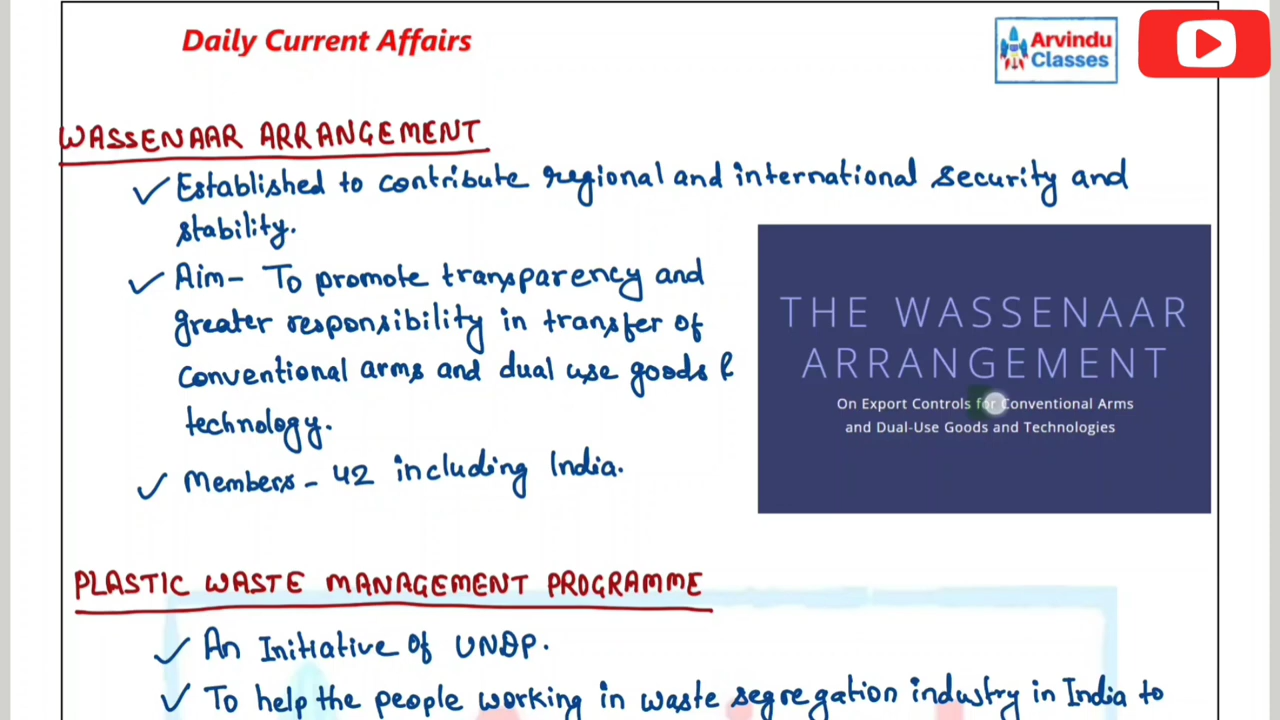 Daily Current Affairs
Arvindu
Classes
WASSENAAR ARRANGEMENT
Established to contribute regional and international security and
stability.
Aim- To promote transparency and
greater responsibility in transfer of
conventional arms and dual use goods &
technology.
Members- 42 including India.
THE WASSENAAR
ARRANGEMENT
On Export Controls for Conventional Arms
and Dual-Use Goods and Technologies
PLASTIC WASTE MANAGEMENT PROGRAMME
An Initiative of UNDP.
To help the people working in waste segregation industry in India to